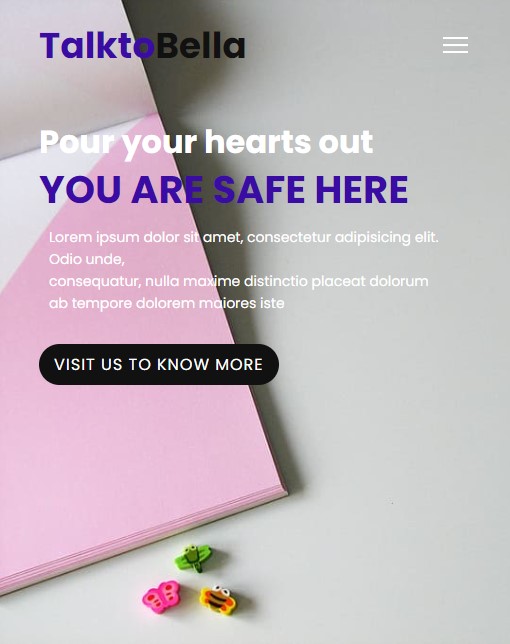 TalktoBella
Pour your hearts out
YOU ARE SAFE HERE
Lorem ipsum dolor sit amet, consectetur adipisicing elit.
Odio unde,
consequatur, nulla maxime distinctio placeat dolorum
ab tempore dolorem maiores iste
VISIT US TO KNOW MORE